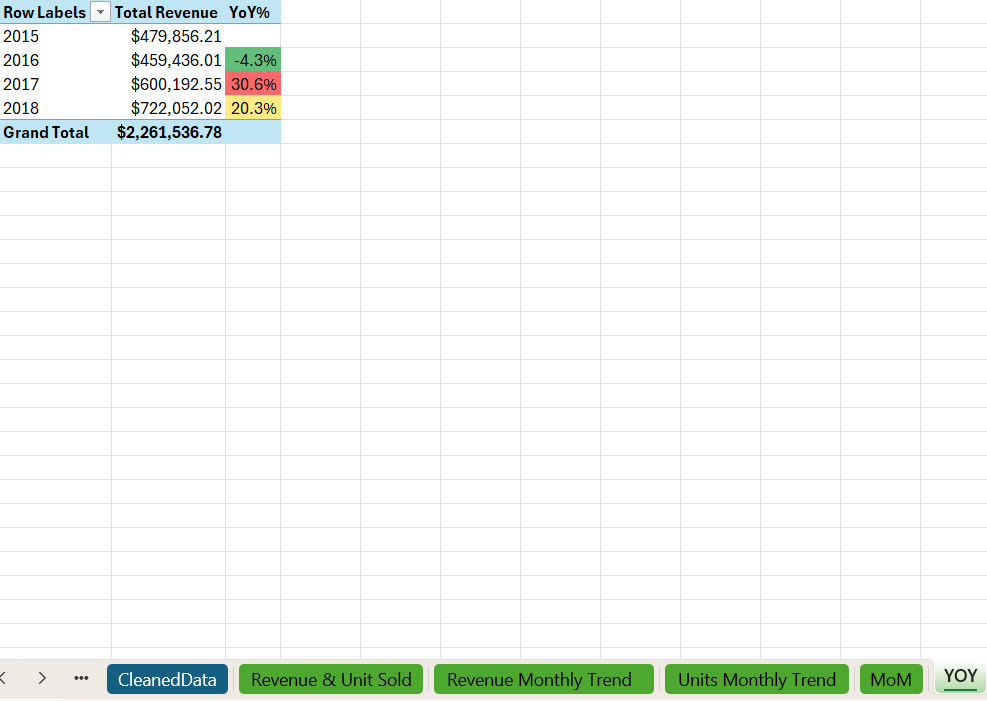 Row Labels Total Revenue YoY%
2015 $479,856.21
2016 $459,436.01 -4.3%
2017 $600,192.55 30.6%
2018 $722,052.02 20.3%
Grand Total $2,261,536.78
CleanedData Revenue & Unit Sold Revenue Monthly Trend Units Monthly Trend MoM YOY